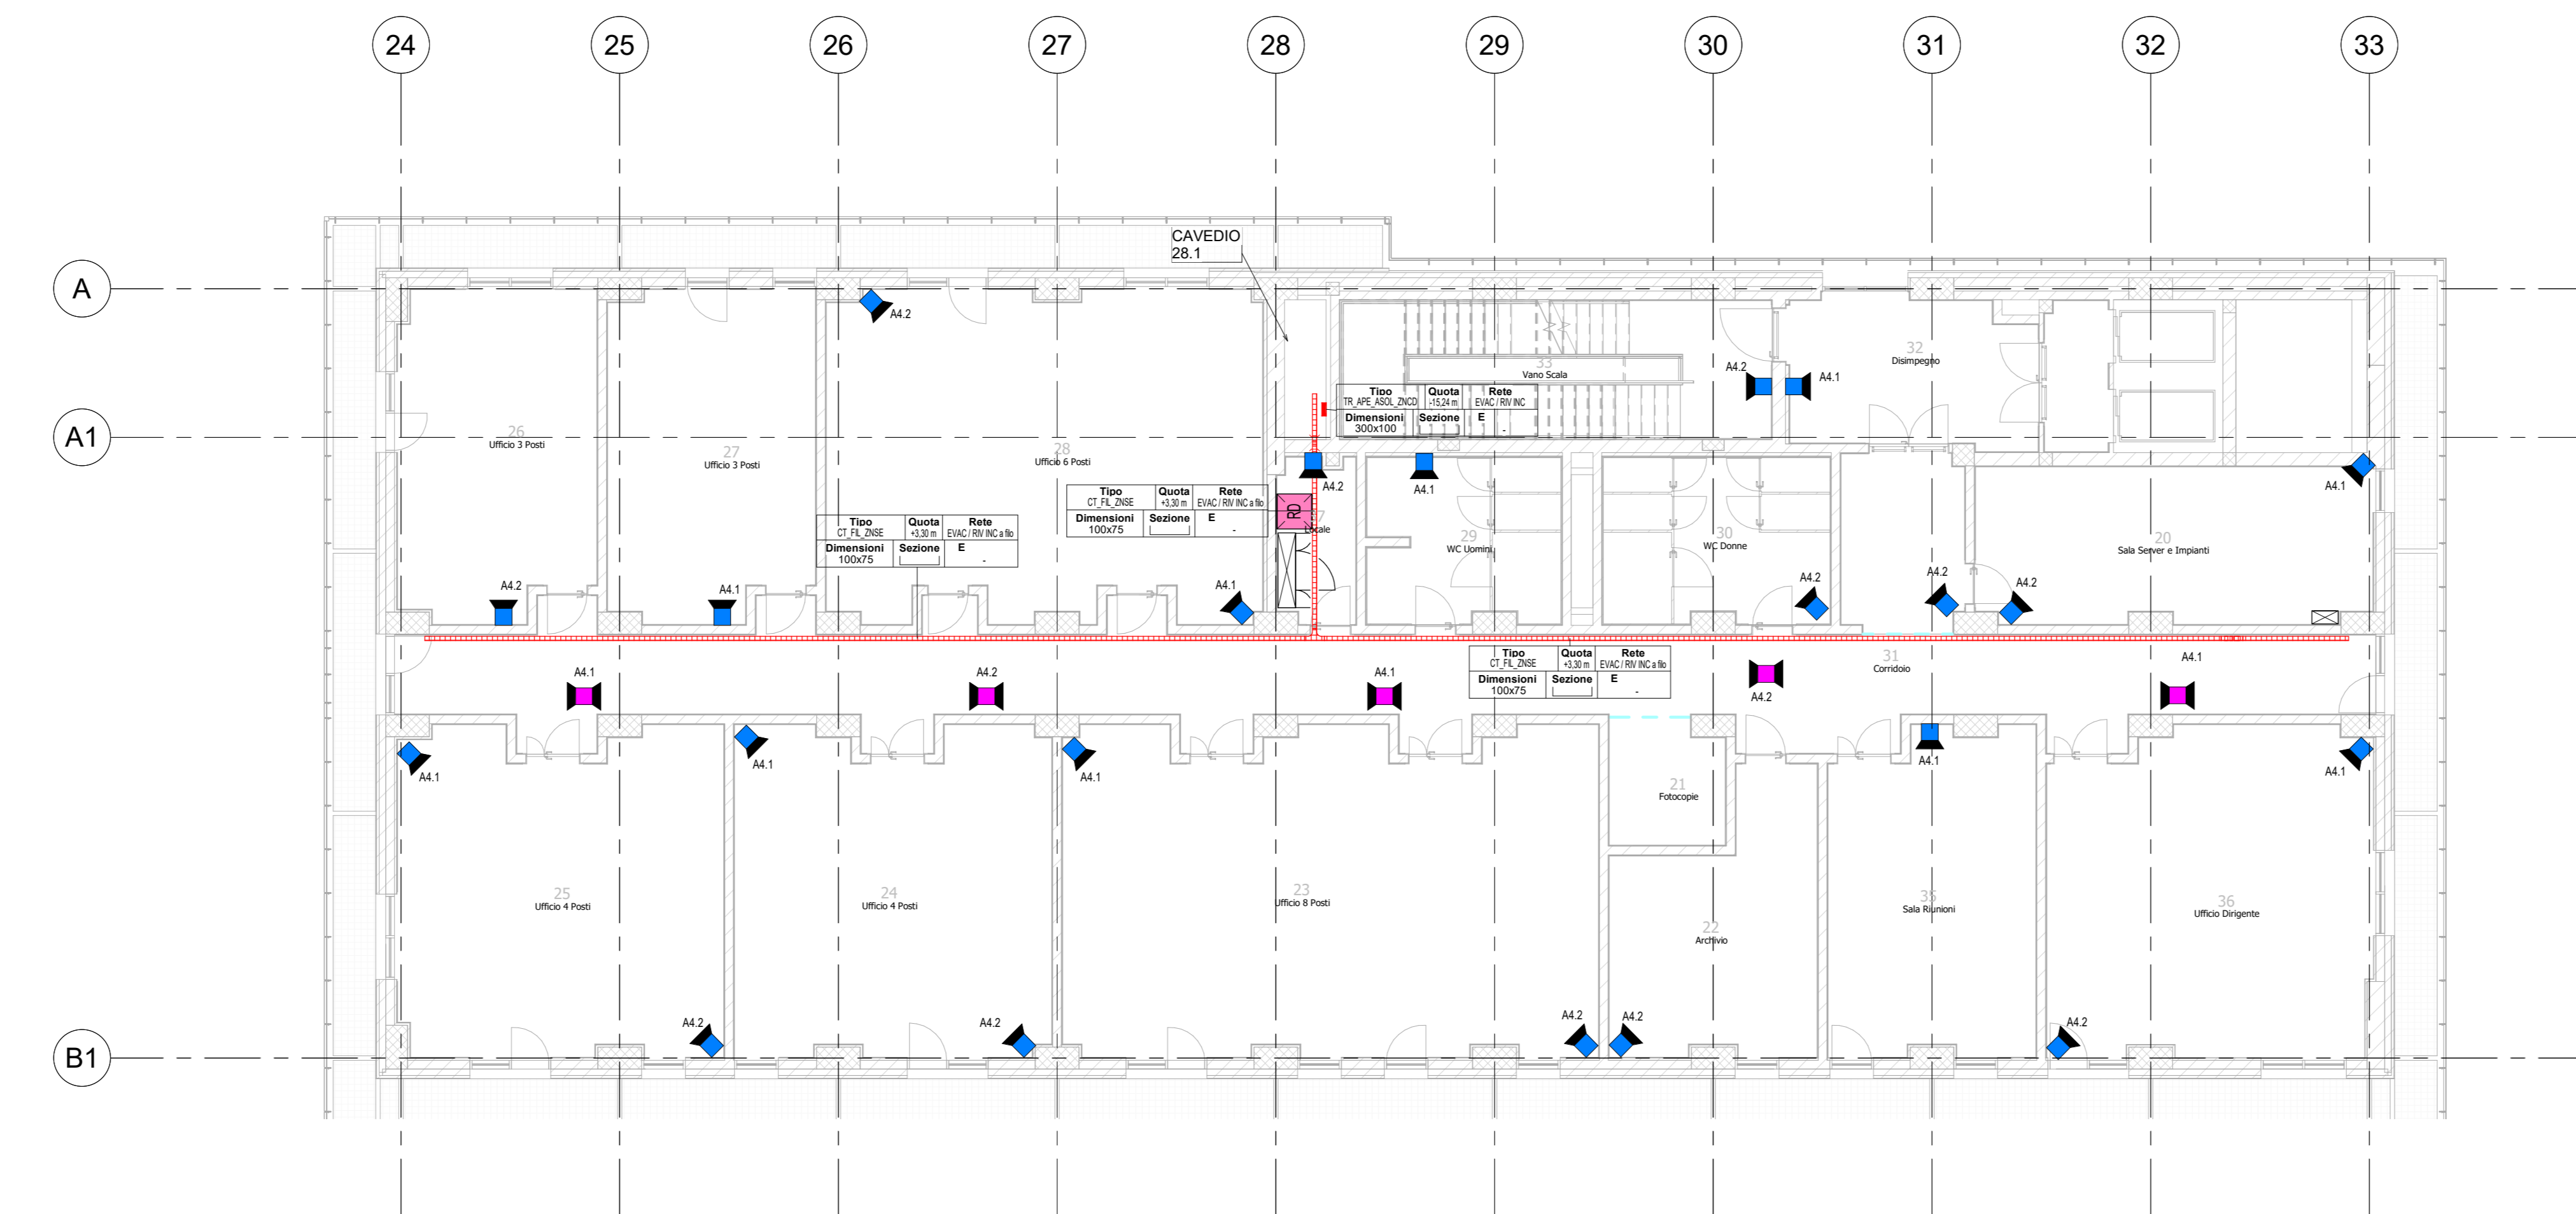 24 25 26 27 28 29 30 31 32 33
A
A1
B1
CAVEDIO
28.1
A4.2
32
Disimpegno
33
Vano Scala
A4.2
A4.1
Tipo Quota Rete
TR_APE_ASOL_ZNCD -15,24 m EVAC / RIV INC
Dimensioni Sezione E
300x100 -
26
Ufficio 3 Posti
27
Ufficio 3 Posti
28
Ufficio 6 Posti
A4.2
A4.1
A4.1
Tipo Quota Rete
CT_FIL_ZNSE +3,30 m EVAC / RIV INC a filo
Dimensioni Sezione E
100x75 -
Tipo Quota Rete
CT_FIL_ZNSE +3,30 m EVAC / RIV INC a filo
Dimensioni Sezione E
100x75 -
RD
7
Locale
29
WC Uomini
30
WC Donne
20
Sala Server e Impianti
A4.2
A4.1
A4.1
A4.2
A4.2
A4.2
Tipo Quota Rete
CT_FIL_ZNSE +3,30 m EVAC / RIV INC a filo
Dimensioni Sezione E
100x75 -
31
Corridoio
A4.1
A4.2
A4.1
A4.2
A4.1
A4.1
A4.1
A4.1
A4.1
A4.1
21
Fotocopie
25
Ufficio 4 Posti
24
Ufficio 4 Posti
23
Ufficio 8 Posti
22
Archivio
35
Sala Riunioni
36
Ufficio Dirigente
A4.2
A4.2
A4.2
A4.2
A4.2